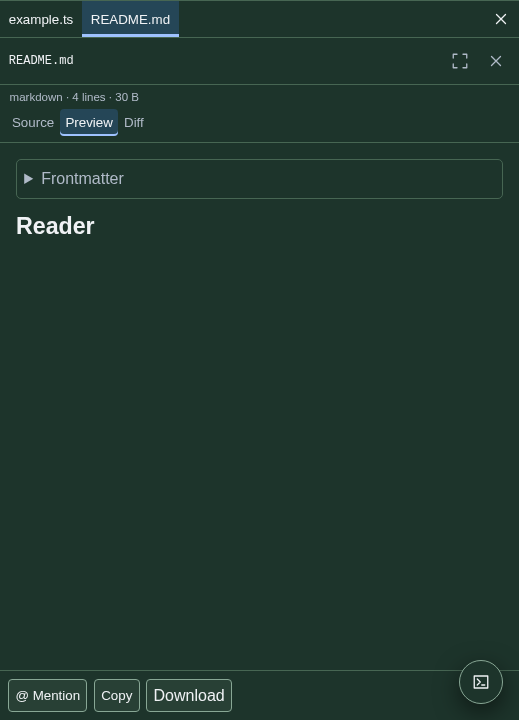 example.ts README.md
README.md
markdown · 4 lines · 30 B
Source Preview Diff
Frontmatter
Reader
@ Mention Copy Download